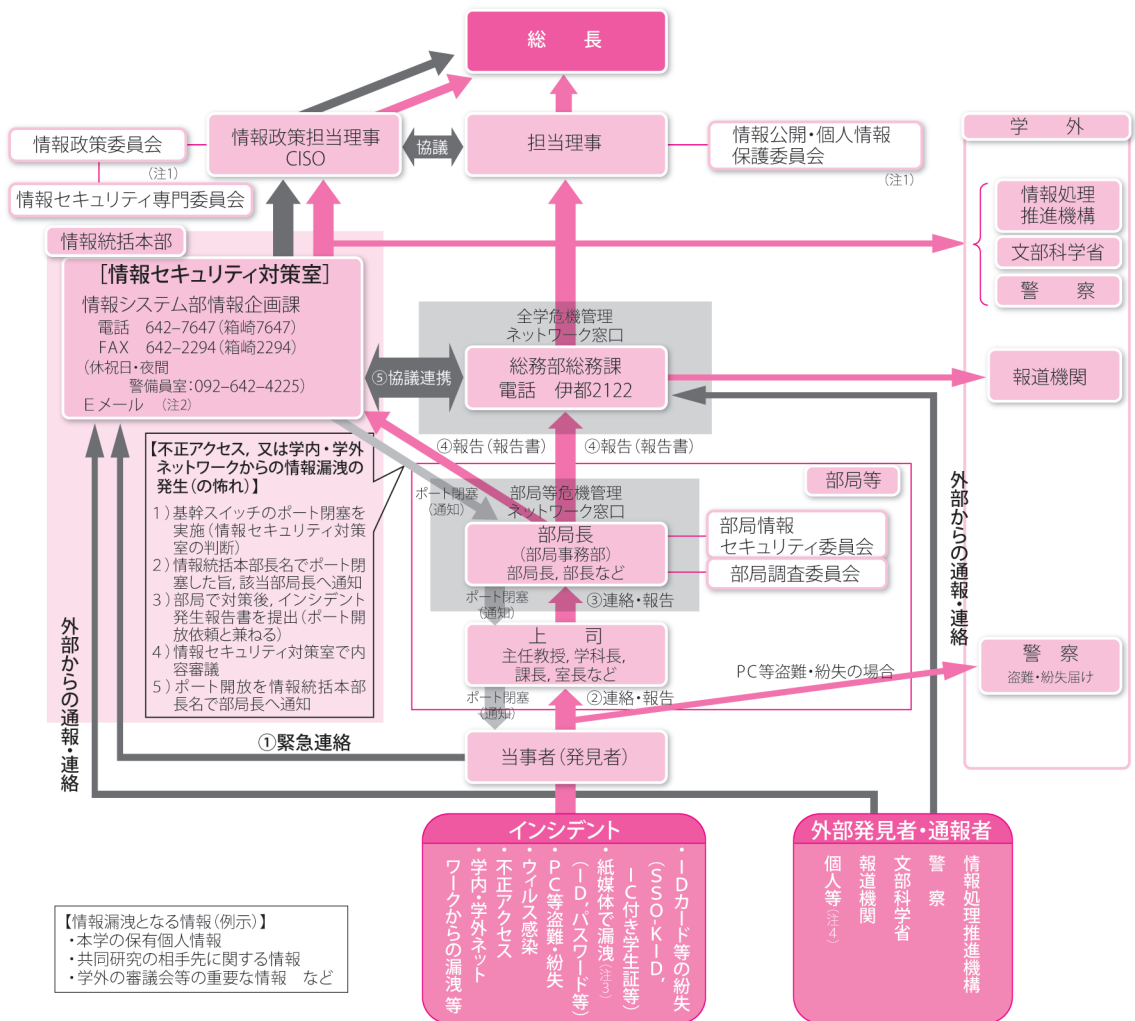 総　長
情報政策担当理事
CISO
協議
担当理事
情報政策委員会
(注1)
情報セキュリティ専門委員会
情報公開・個人情報
保護委員会
(注1)
学　外
情報処理
推進機構
文部科学省
警　察
報道機関
警　察
盗難・紛失届け
情報統括本部
［情報セキュリティ対策室］
情報システム部情報企画課
電話　642–7647（箱崎7647）
FAX　642–2294（箱崎2294）
（休祝日・夜間
警備員室：092–642–4225）
Eメール　(注2)
⑤協議連携
全学危機管理
ネットワーク窓口
総務部総務課
電話　伊都2122
④報告（報告書）
④報告（報告書）
【不正アクセス，又は学内・学外
ネットワークからの情報漏洩の
発生（の怖れ）】
1）基幹スイッチのポート閉塞を
実施（情報セキュリティ対策
室の判断）
2）情報統括本部長名でポート閉
塞した旨，該当部局長へ通知
3）部局で対策後，インシデント
発生報告書を提出（ポート開
放依頼と兼ねる）
4）情報セキュリティ対策室で内
容審議
5）ポート開放を情報統括本部
長名で部局長へ通知
ポート閉塞
（通知）
部局等
部局等危機管理
ネットワーク窓口
部局長
（部局事務部）
部局長，部長など
部局情報
セキュリティ委員会
部局調査委員会
ポート閉塞
（通知）
③連絡・報告
上　司
主任教授，学科長，
課長，室長など
ポート閉塞
（通知）
②連絡・報告
PC等盗難・紛失の場合
外部からの通報・連絡
外部からの通報・連絡
①緊急連絡
当事者（発見者）
インシデント
・IDカード等の紛失
（SSO-KID，
IC付き学生証等）
・紙媒体で漏洩(注3)
（ID，パスワード等）
・PC等盗難・紛失
・ウィルス感染
・不正アクセス
・学内・学外ネット
ワークからの漏洩 等
外部発見者・通報者
情報処理推進機構
警　察
文部科学省
報道機関
個人等(注4)
【情報漏洩となる情報（例示）】
・本学の保有個人情報
・共同研究の相手先に関する情報
・学外の審議会等の重要な情報　など